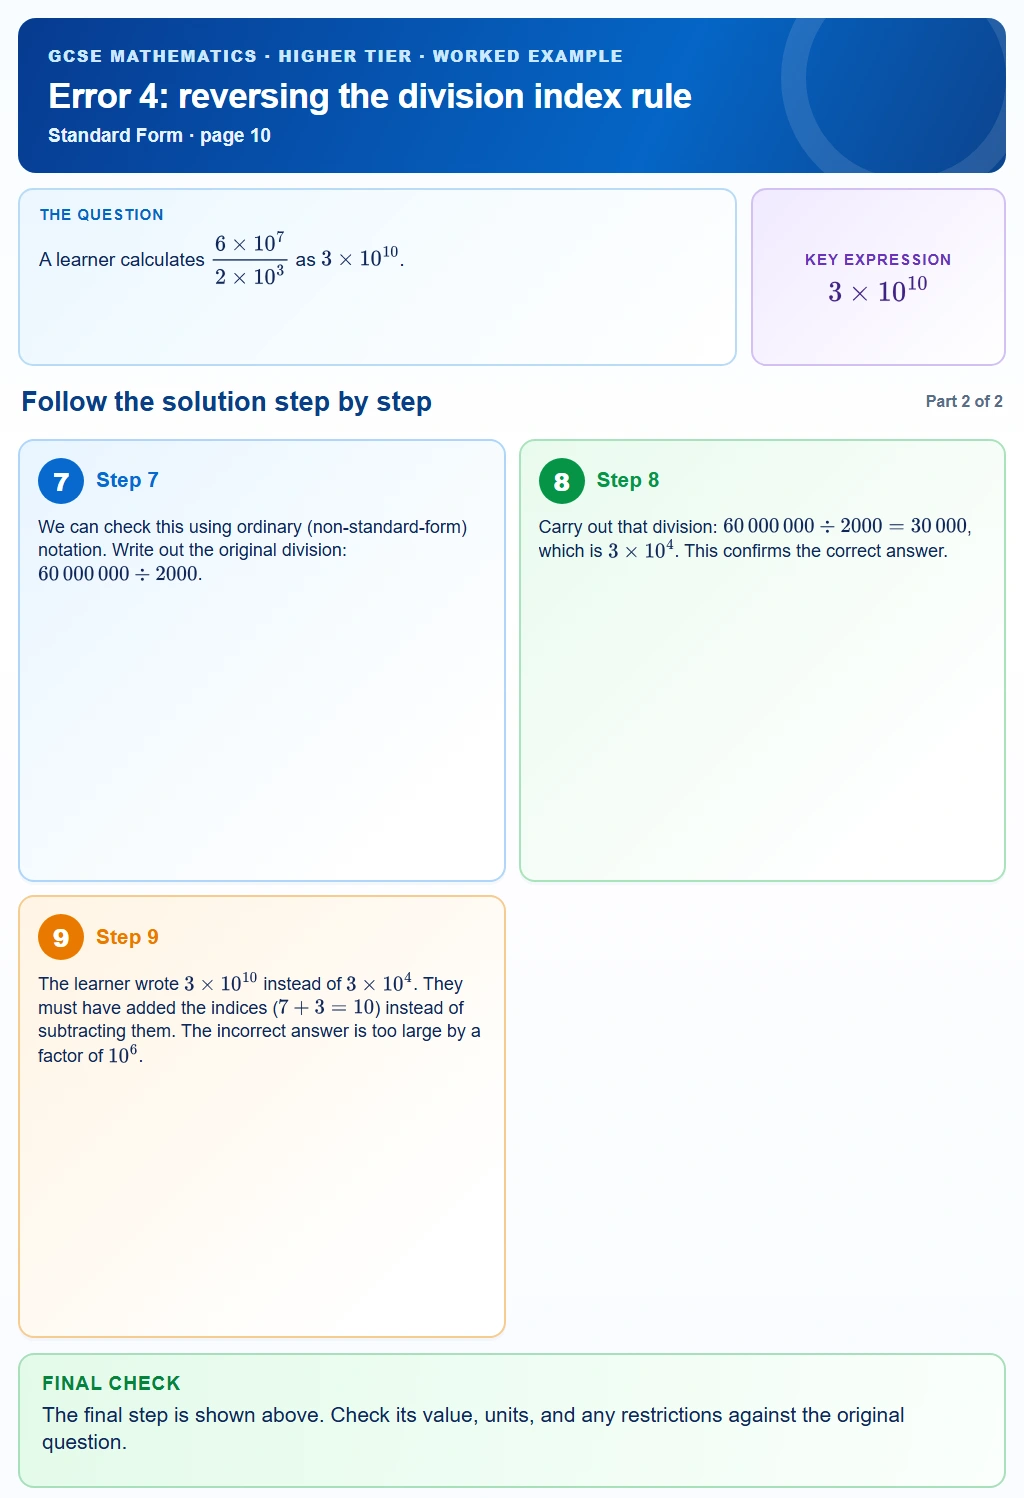 GCSE MATHEMATICS · HIGHER TIER · WORKED EXAMPLE
Error 4: reversing the division index rule
Standard Form · page 10
THE QUESTION
A learner calculates \frac{6 × 10^7}{2 × 10^3} as 3 × 10^{10}.
KEY EXPRESSION
3 × 10^{10}
Follow the solution step by step
Part 2 of 2
7 Step 7
We can check this using ordinary (non-standard-form)
notation. Write out the original division:
60 000 000 ÷ 2000.
8 Step 8
Carry out that division: 60 000 000 ÷ 2000 = 30 000,
which is 3 × 10^4. This confirms the correct answer.
9 Step 9
The learner wrote 3 × 10^{10} instead of 3 × 10^4. They
must have added the indices (7 + 3 = 10) instead of
subtracting them. The incorrect answer is too large by a
factor of 10^6.
FINAL CHECK
The final step is shown above. Check its value, units, and any restrictions against the original
question.